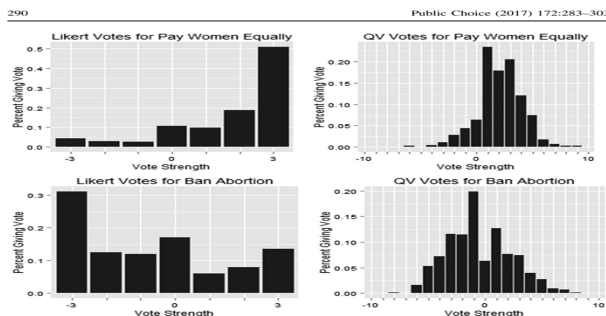 290 Public Choice (2017) 172:283–303
Likert Votes for Pay Women Equally
QV Votes for Pay Women Equally
Percent Giving Vote
0.5
0.4
0.3
0.2
0.1
0.0
-3 0 3
Vote Strength
Percent Giving Vote
0.20
0.15
0.10
0.05
0.00
-10 0 10
Vote Strength
Likert Votes for Ban Abortion
QV Votes for Ban Abortion
Percent Giving Vote
0.3
0.2
0.1
0.0
-3 0 3
Vote Strength
Percent Giving Vote
0.20
0.15
0.10
0.05
0.00
-10 0 10
Vote Strength